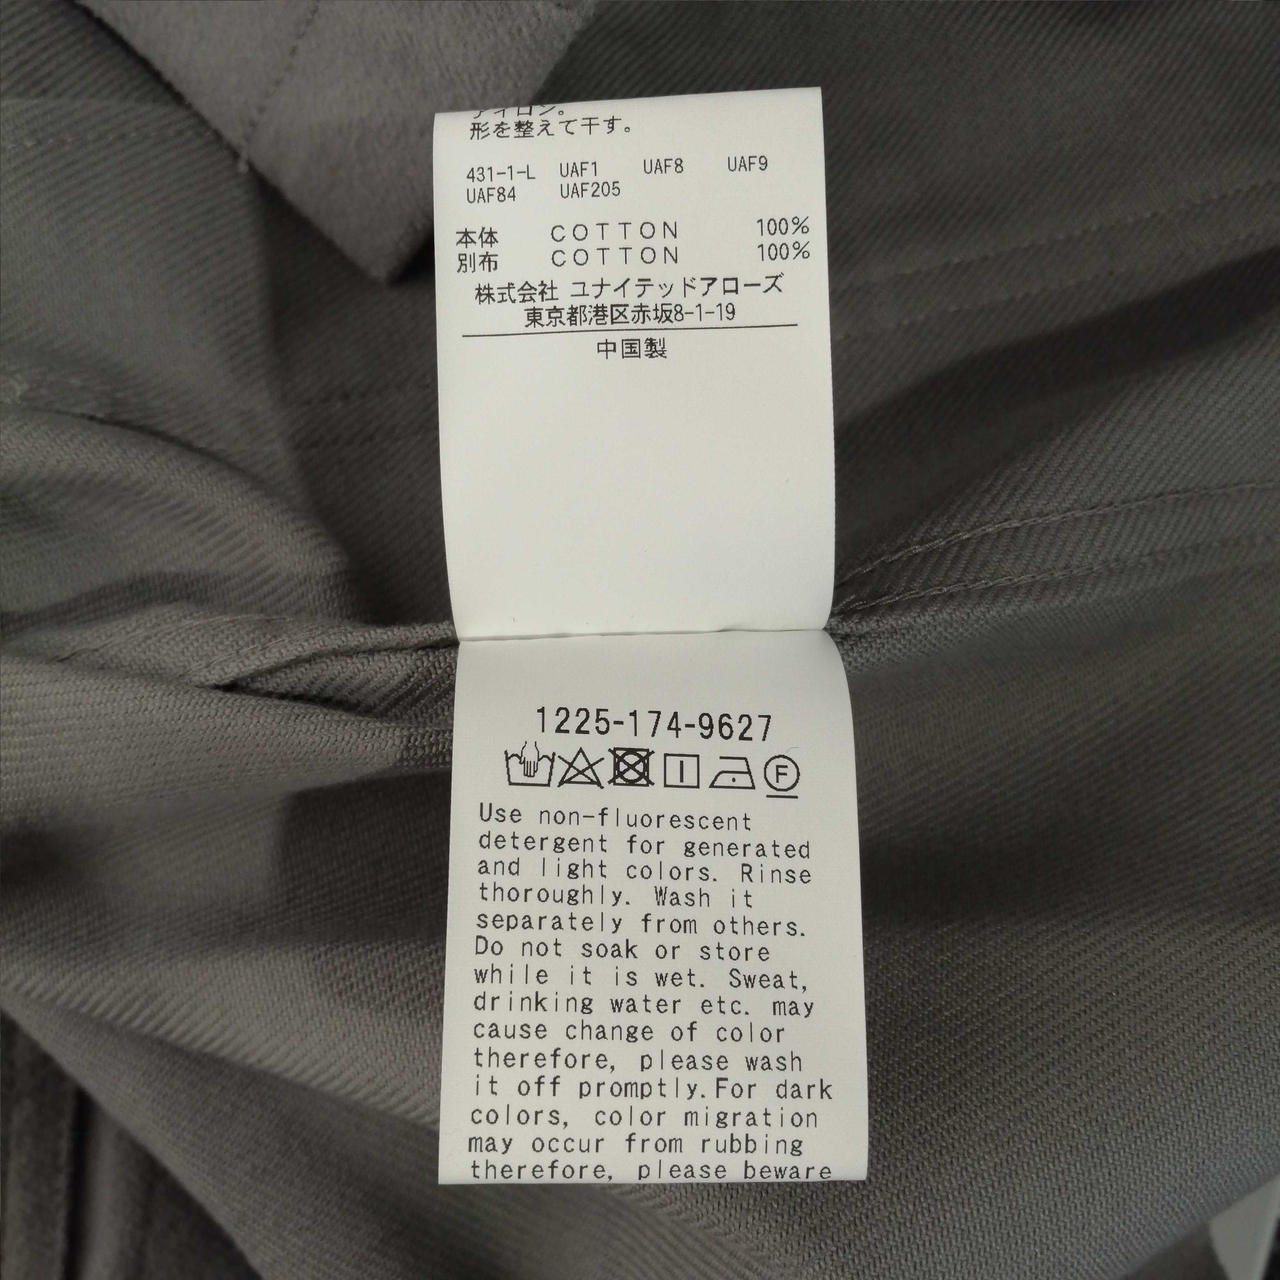 アイロン。
形を整えて干す。
431-1-L UAF1 UAF8 UAF9
UAF84 UAF205
本体 COTTON 100%
別布 COTTON 100%
株式会社 ユナイテッドアローズ
東京都港区赤坂8-1-19
中国製
1225-174-9627
F
Use non-fluorescent
detergent for generated
and light colors. Rinse
thoroughly. Wash it
separately from others.
Do not soak or store
while it is wet. Sweat,
drinking water etc. may
cause change of color
therefore, please wash
it off promptly.For dark
colors, color migration
may occur from rubbing
therefore, please beware